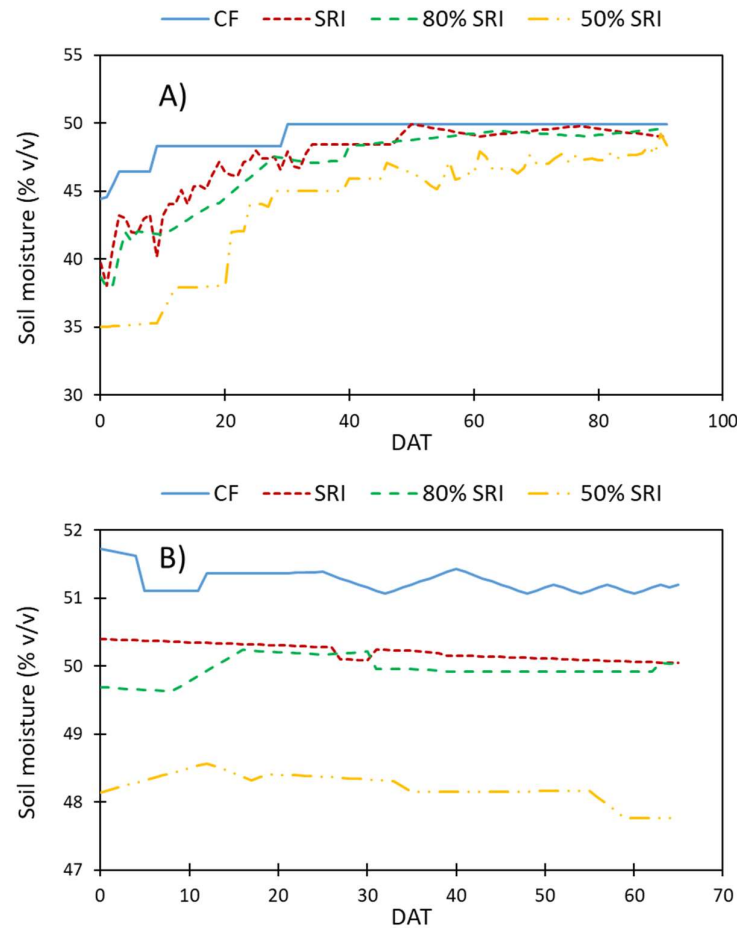 CF SRI 80% SRI 50% SRI
A)
Soil moisture (% v/v)
55
50
45
40
35
30
0 20 40 60 80 100
DAT
CF SRI 80% SRI 50% SRI
B)
Soil moisture (% v/v)
52
51
50
49
48
47
0 10 20 30 40 50 60 70
DAT